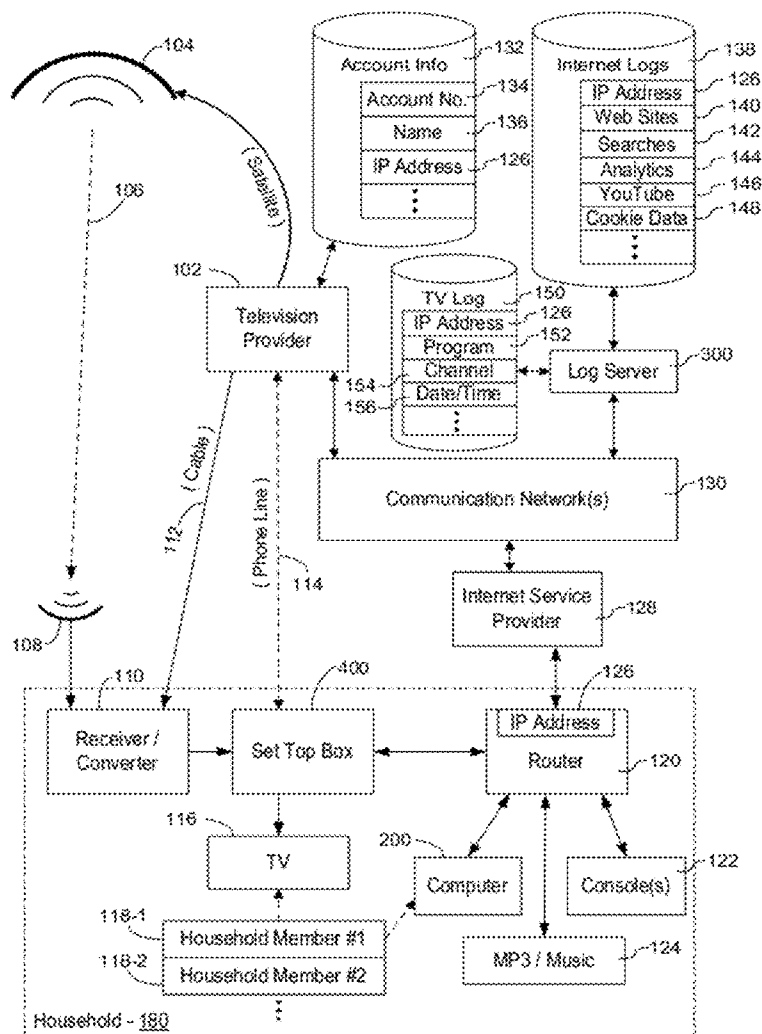 104
132
138
Account Info
Internet Logs
134
Account No.
IP Address
126
Web Sites
140
136
Name
Searches
142
IP Address
126
Analytics
144
YouTube
146
Cookie Data
148
( Satellite )
106
102
Television
Provider
TV Log
150
IP Address
126
Program
152
154
Channel
156
Date/Time
Log Server
300
( Cable )
112
( Phone Line )
114
Communication Network(s)
130
Internet Service
Provider
128
108
110
400
126
Receiver /
Converter
Set Top Box
IP Address
Router
120
116
TV
200
Computer
Console(s)
122
118-1
Household Member #1
118-2
Household Member #2
MP3 / Music
124
Household - 160